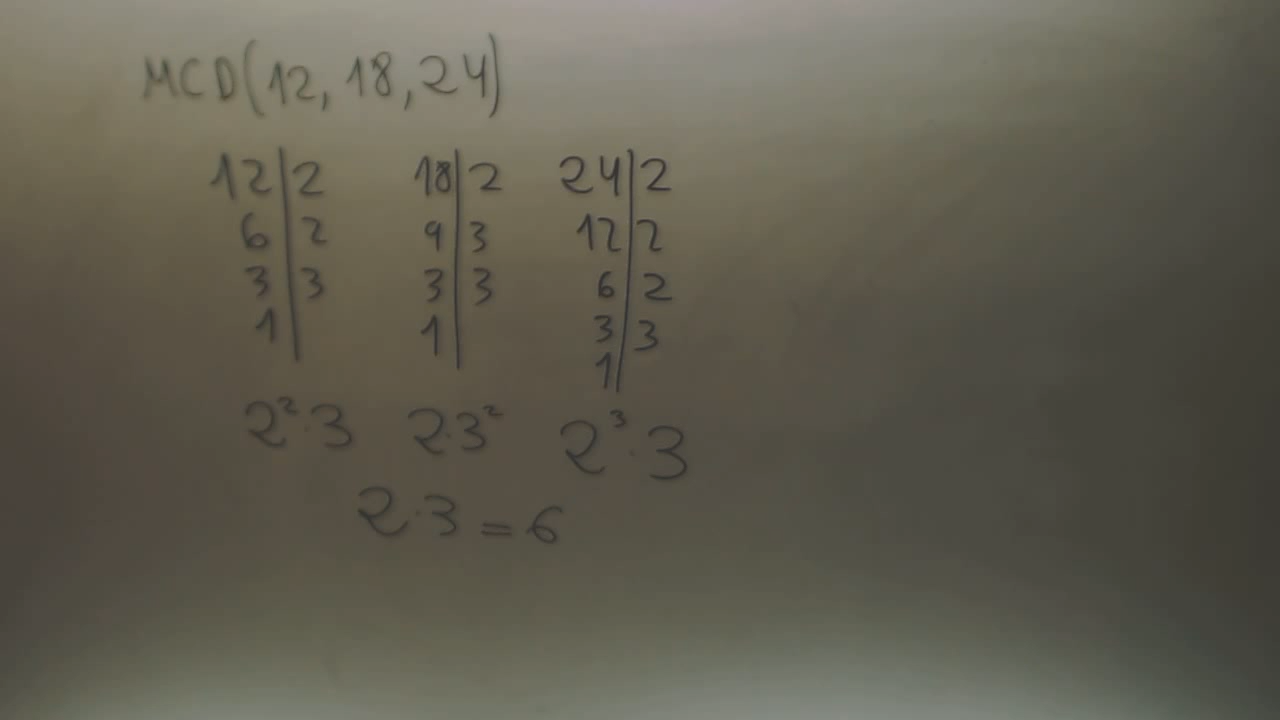 MCD(12, 18, 24)
12|2 18|2 24|2
6|2 9|3 12|2
3|3 3|3 6|2
1| 1| 3|3
1|
2²·3 2·3² 2³·3
2·3=6